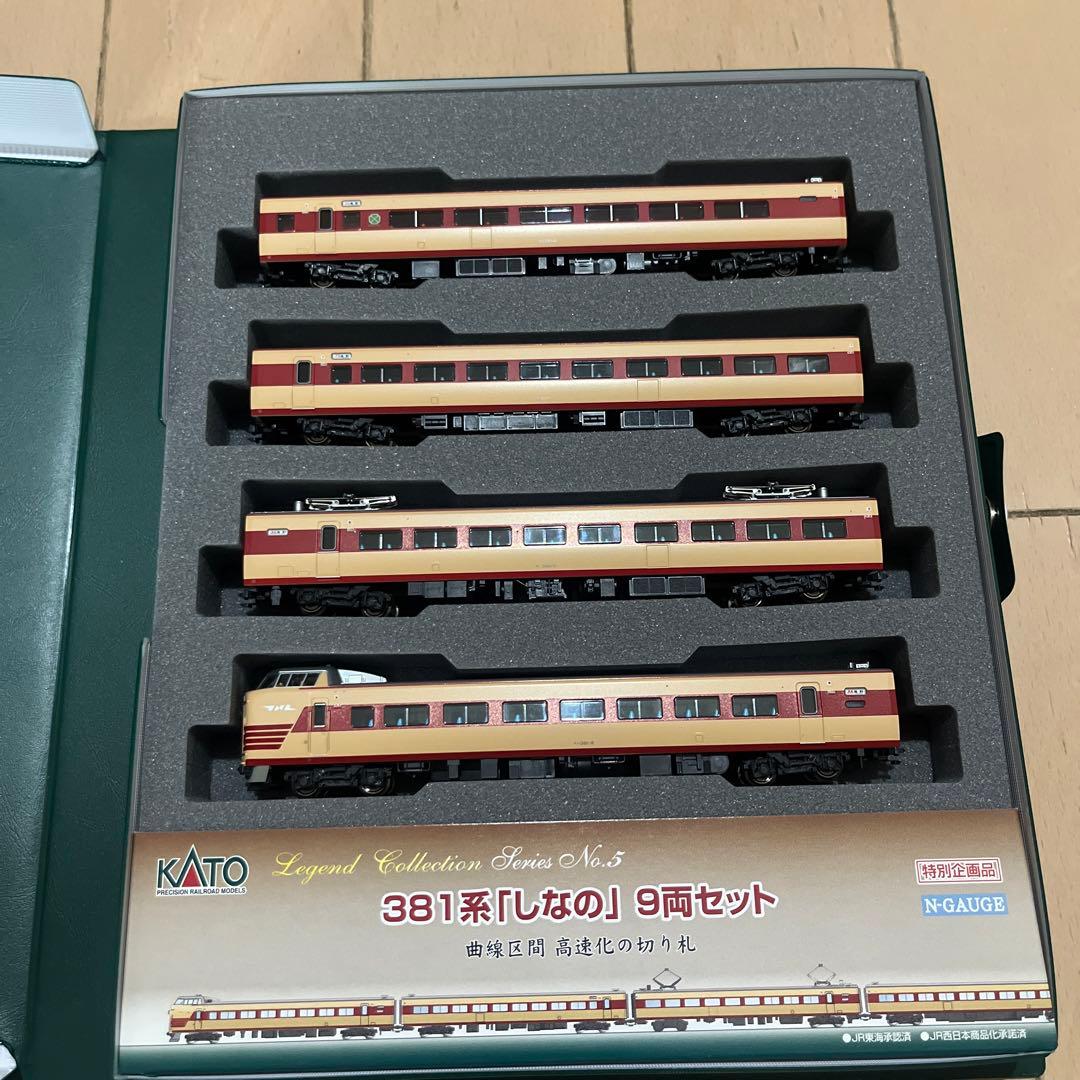 KATO
PRECISION RAILROAD MODELS
Legend Collection Series No.5
特別企画品
381系「しなの」 9両セット
N-GAUGE
曲線区間 高速化の切り札
●JR東海承認済 ●JR西日本商品化承諾済